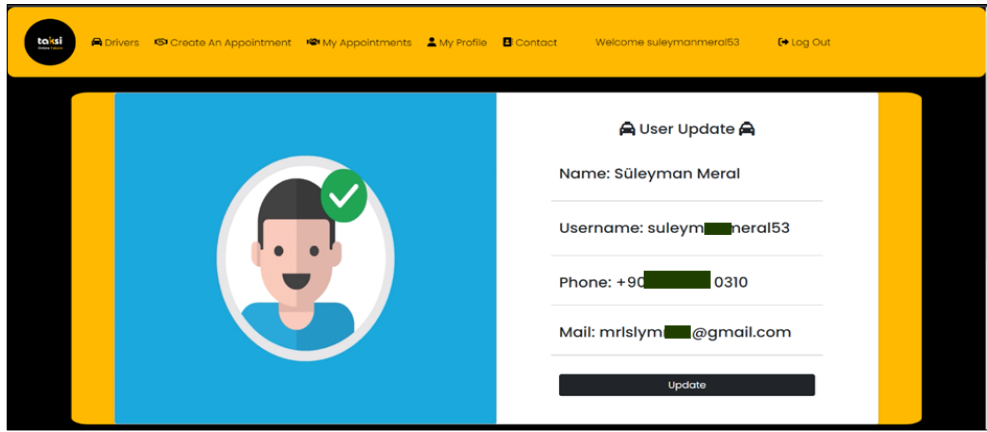 taksi
Drivers Create An Appointment My Appointments My Profile Contact Welcome suleymanmeral53 Log Out
User Update
Name: Süleyman Meral
Username: suleym neral53
Phone: +90 0310
Mail: mrlslym @gmail.com
Update